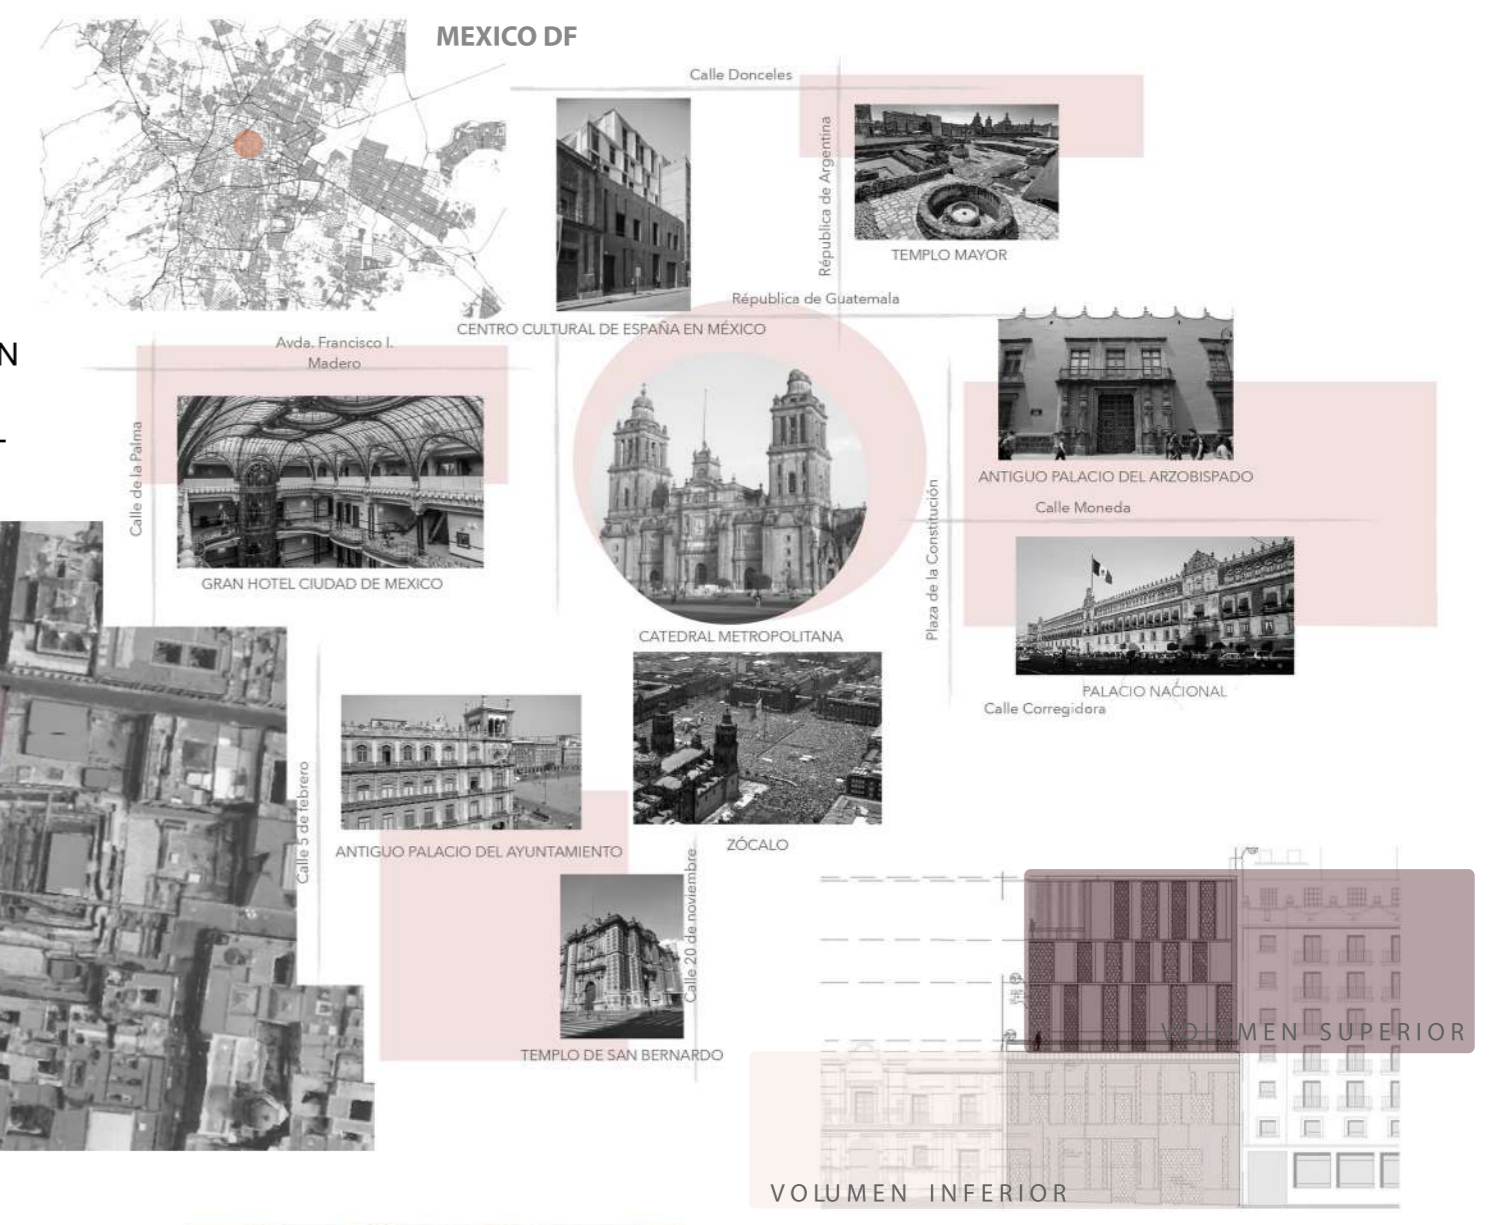 MEXICO DF
Calle Donceles
Républica de Argentina
TEMPLO MAYOR
Républica de Guatemala
CENTRO CULTURAL DE ESPAÑA EN MÉXICO
Avda. Francisco I.
Madero
N
Calle de la Palma
ANTIGUO PALACIO DEL ARZOBISPADO
Plaza de la Constitución
Calle Moneda
GRAN HOTEL CIUDAD DE MEXICO
CATEDRAL METROPOLITANA
PALACIO NACIONAL
Calle Corregidora
Calle 5 de febrero
ANTIGUO PALACIO DEL AYUNTAMIENTO
ZÓCALO
Calle 20 de noviembre
TEMPLO DE SAN BERNARDO
VOLUMEN SUPERIOR
VOLUMEN INFERIOR